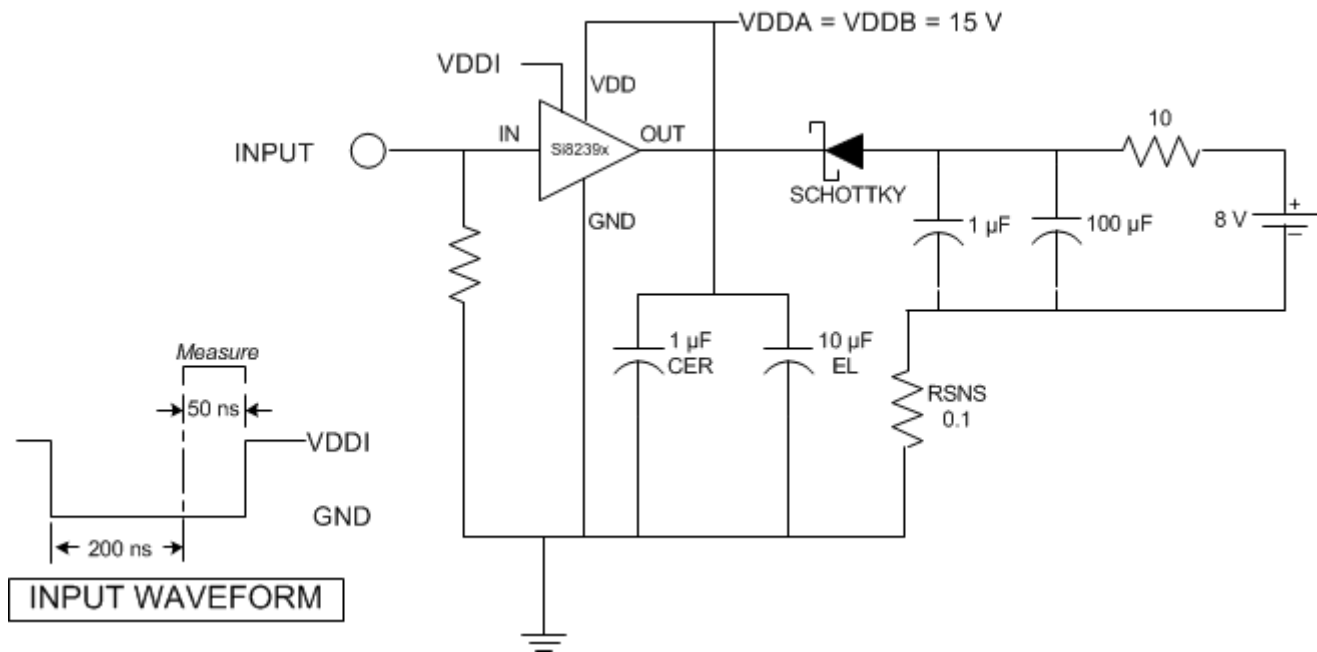 VDDA = VDDB = 15 V
VDDI
VDD
10
INPUT
IN
Si8239x
OUT
SCHOTTKY
GND
1 µF
100 µF
8 V
+
–
1 µF
CER
10 µF
EL
RSNS
0.1
Measure
50 ns
VDDI
GND
200 ns
INPUT WAVEFORM